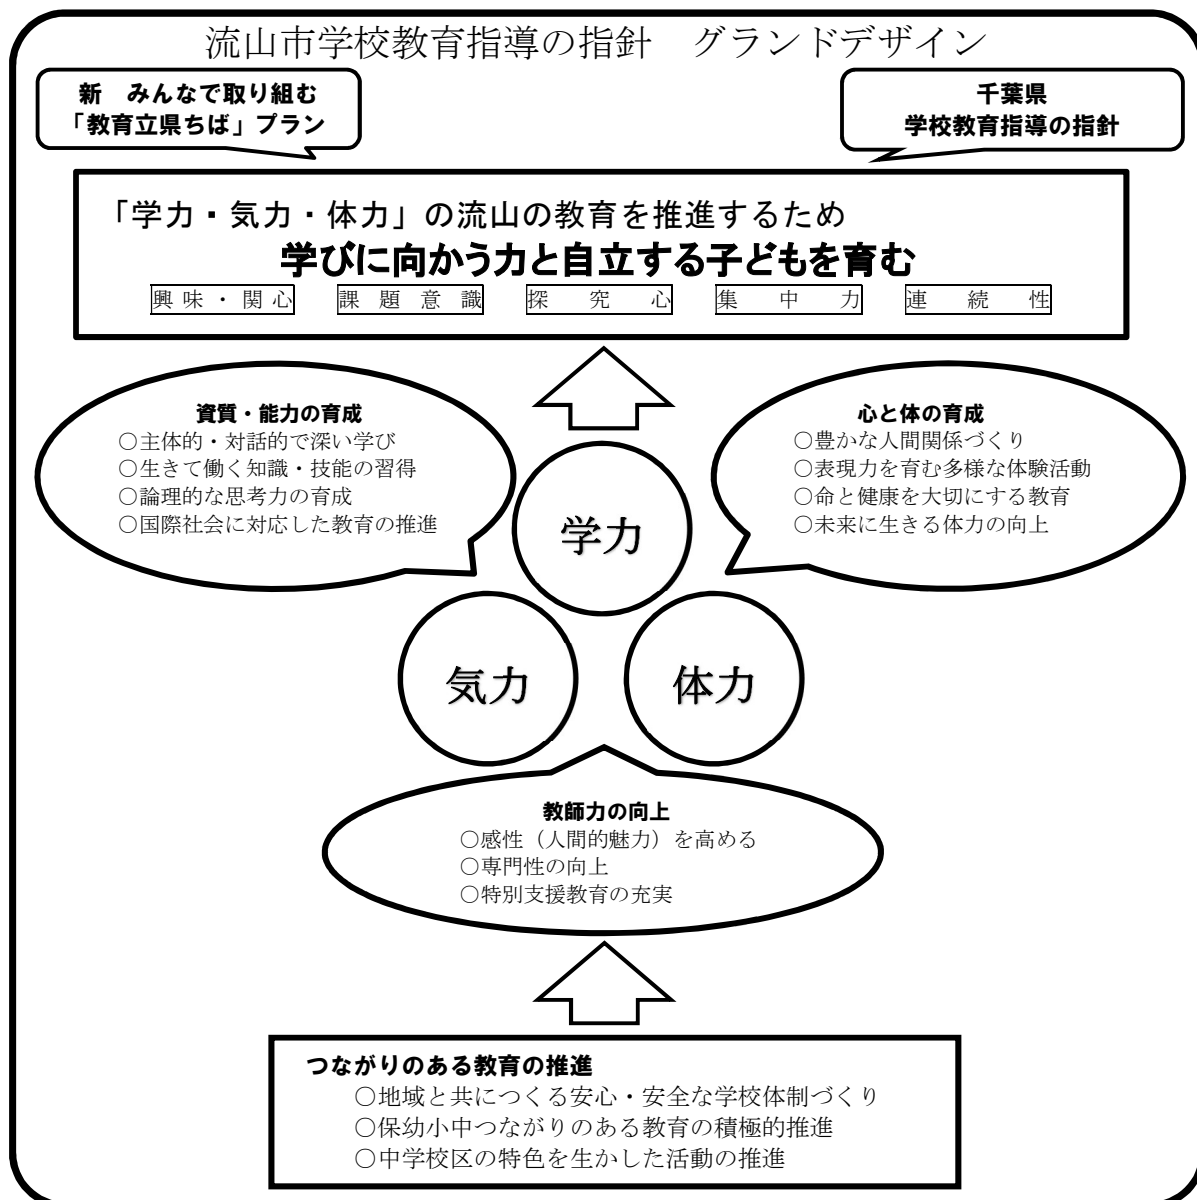 流山市学校教育指導の指針　グランドデザイン
新　みんなで取り組む
「教育立県ちば」プラン
千葉県
学校教育指導の指針
「学力・気力・体力」の流山の教育を推進するため
学びに向かう力と自立する子どもを育む
興味・関心　課題意識　探究心　集中力　連続性
資質・能力の育成
○主体的・対話的で深い学び
○生きて働く知識・技能の習得
○論理的な思考力の育成
○国際社会に対応した教育の推進
心と体の育成
○豊かな人間関係づくり
○表現力を育む多様な体験活動
○命と健康を大切にする教育
○未来に生きる体力の向上
学力
気力
体力
教師力の向上
○感性（人間的魅力）を高める
○専門性の向上
○特別支援教育の充実
つながりのある教育の推進
○地域と共につくる安心・安全な学校体制づくり
○保幼小中つながりのある教育の積極的推進
○中学校区の特色を生かした活動の推進